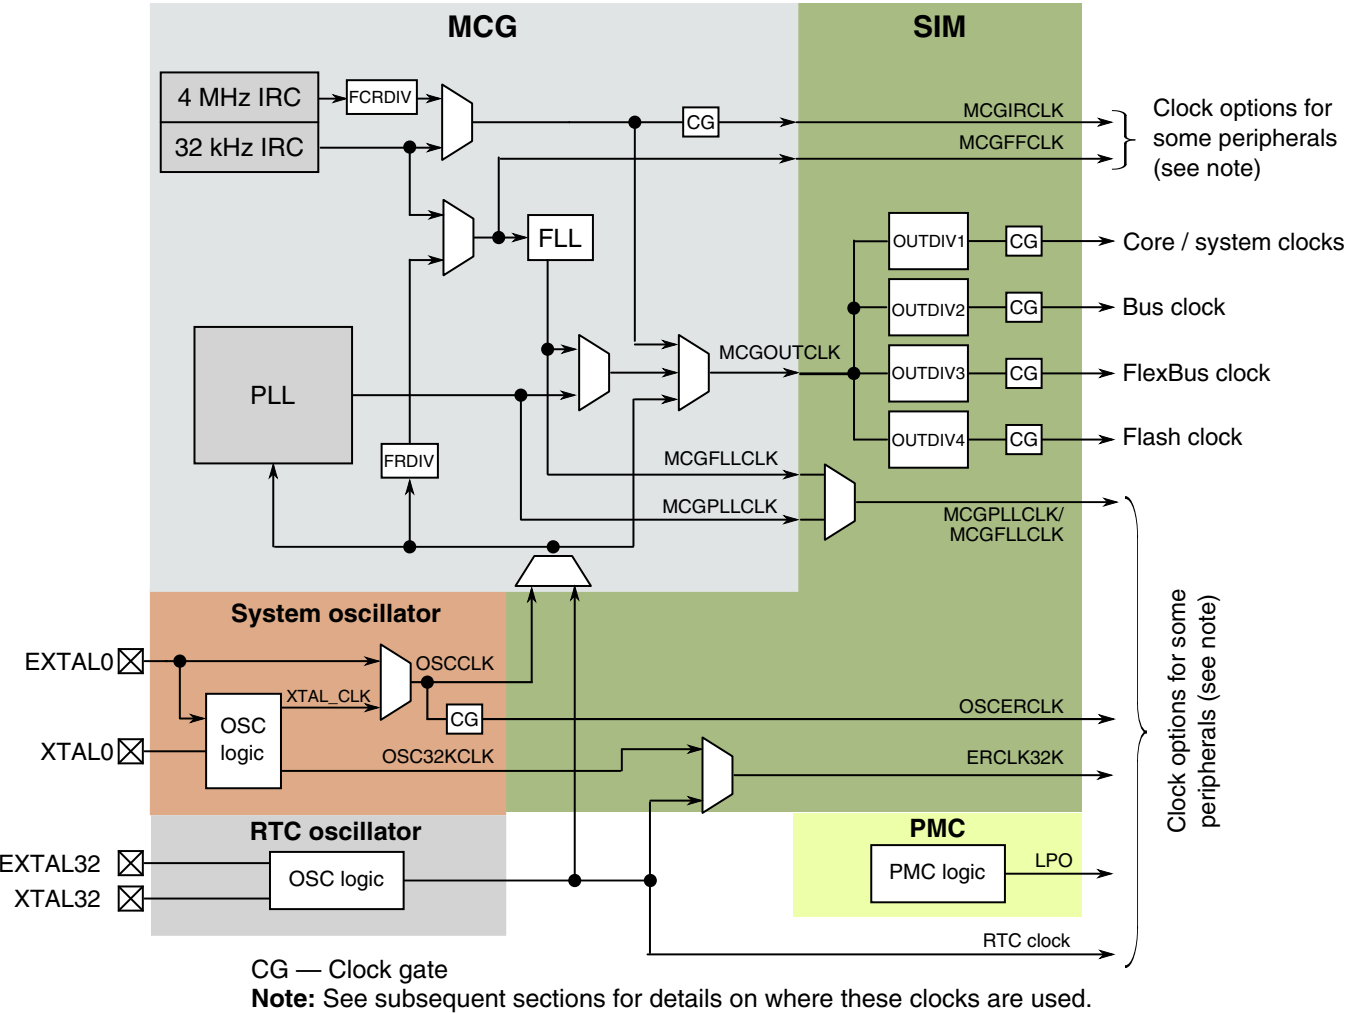 MCG
SIM
4 MHz IRC
FCRDIV
32 kHz IRC
CG
MCGIRCLK
MCGFFCLK
Clock options for
some peripherals
(see note)
FLL
OUTDIV1
CG
Core / system clocks
OUTDIV2
CG
Bus clock
MCGOUTCLK
OUTDIV3
CG
FlexBus clock
PLL
OUTDIV4
CG
Flash clock
FRDIV
MCGFLLCLK
MCGPLLCLK
MCGPLLCLK/
MCGFLLCLK
Clock options for some
peripherals (see note)
System oscillator
EXTAL0
OSCCLK
XTAL_CLK
OSC
logic
CG
OSCERCLK
XTAL0
OSC32KCLK
ERCLK32K
RTC oscillator
PMC
EXTAL32
OSC logic
XTAL32
PMC logic
LPO
RTC clock
CG — Clock gate
Note: See subsequent sections for details on where these clocks are used.